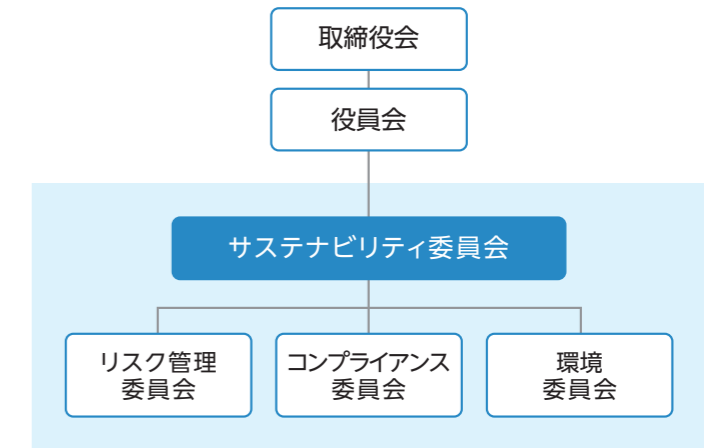 取締役会
役員会
サステナビリティ委員会
リスク管理
委員会
コンプライアンス
委員会
環境
委員会